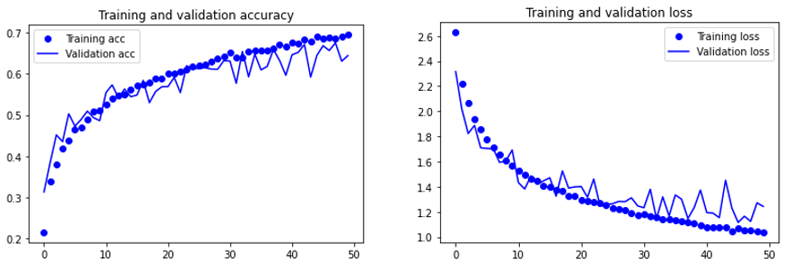 Training and validation accuracy
0.7
0.6
0.5
0.4
0.3
0.2
Training acc
Validation acc
0 10 20 30 40 50
Training and validation loss
2.6
2.4
2.2
2.0
1.8
1.6
1.4
1.2
1.0
Training loss
Validation loss
0 10 20 30 40 50